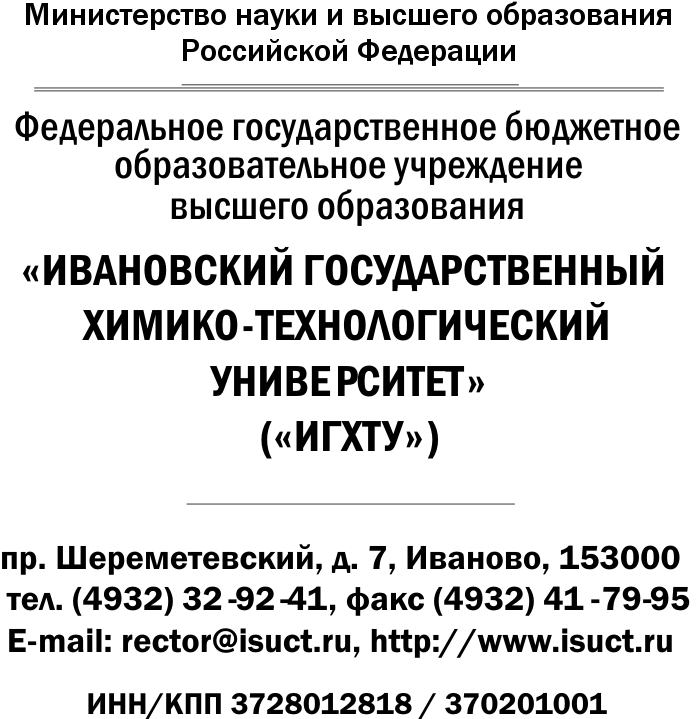 Министерство науки и высшего образования
Российской Федерации
Федеральное государственное бюджетное
образовательное учреждение
высшего образования
«ИВАНОВСКИЙ ГОСУДАРСТВЕННЫЙ
ХИМИКО-ТЕХНОЛОГИЧЕСКИЙ
УНИВЕРСИТЕТ»
(«ИГХТУ»)
пр. Шереметевский, д. 7, Иваново, 153000
тел. (4932) 32-92-41, факс (4932) 41-79-95
E-mail: rector@isuct.ru, http://www.isuct.ru
ИНН/КПП 3728012818 / 370201001